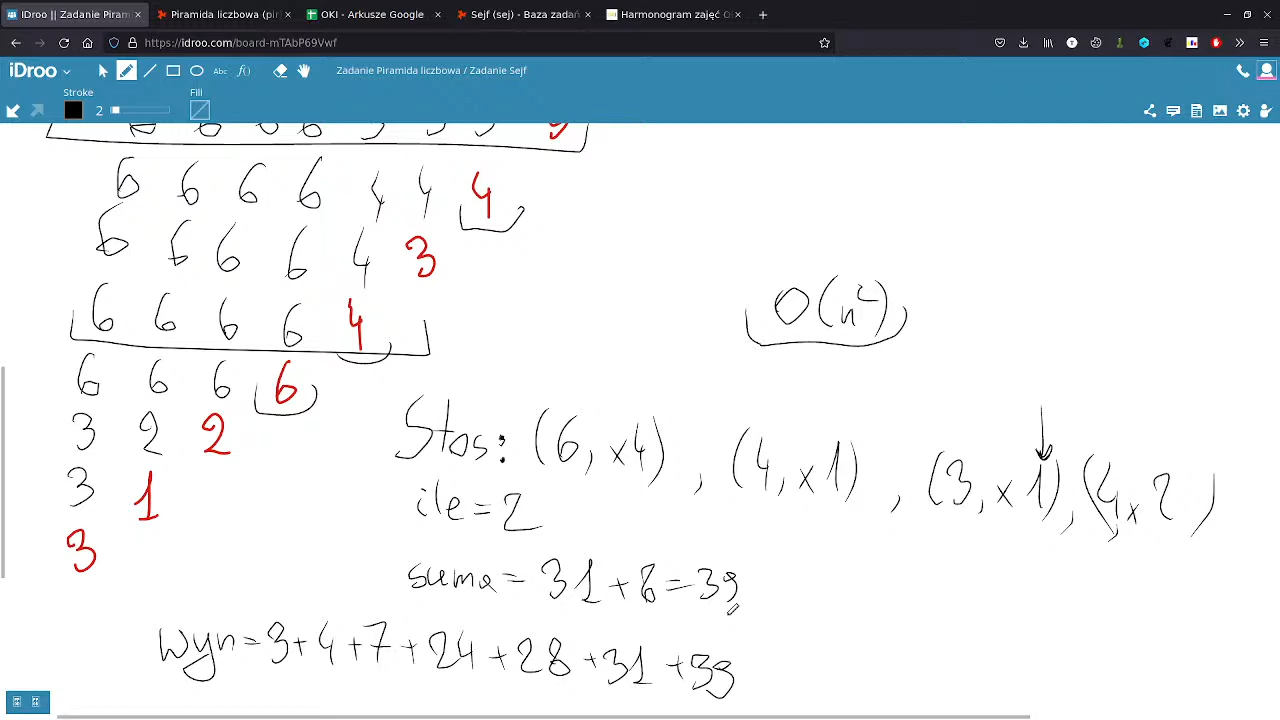 IDroo || Zadanie Piram
Piramida liczbowa (pir
OKI - Arkusze Google
Sejf (sej) - Baza zadań
Harmonogram zajęć O
https://idroo.com/board-mTAbP69Vwf
iDroo
Abc
f()
Zadanie Piramida liczbowa / Zadanie Sejf
Stroke
2
Fill
6 6 6 6 4 4 4
6 6 6 6 4 3
6 6 6 6 4
O(n²)
6 6 6 6
3 2 2
Stos: (6, x4), (4, x1), (3, x1), (4, x2)
3 1
ile = 2
3
suma = 31 + 8 = 39
wyn = 3 + 4 + 7 + 24 + 28 + 31 + 39